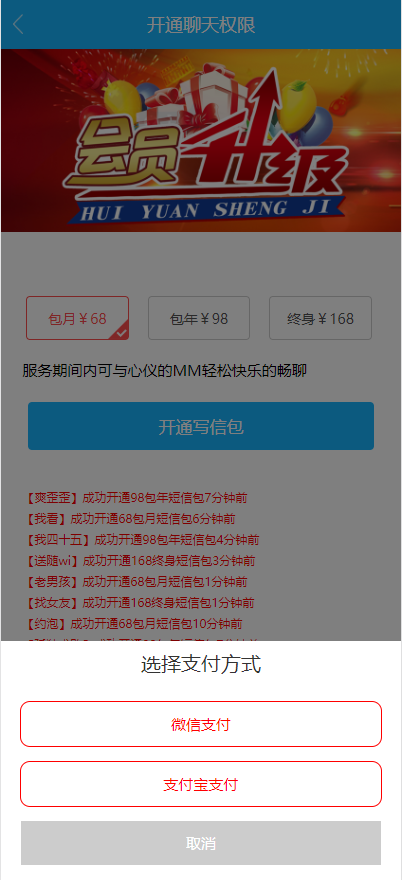 开通聊天权限
会员升级
HUI YUAN SHENG JI
包月￥68
包年￥98
终身￥168
服务期间内可与心仪的MM轻松快乐的畅聊
开通写信包
【爽歪歪】成功开通98包年短信包7分钟前
【我看】成功开通68包月短信包6分钟前
【我四十五】成功开通98包年短信包4分钟前
【送随wi】成功开通168终身短信包3分钟前
【老男孩】成功开通68包月短信包1分钟前
【找女友】成功开通168终身短信包1分钟前
【约泡】成功开通68包月短信包10分钟前
选择支付方式
微信支付
支付宝支付
取消